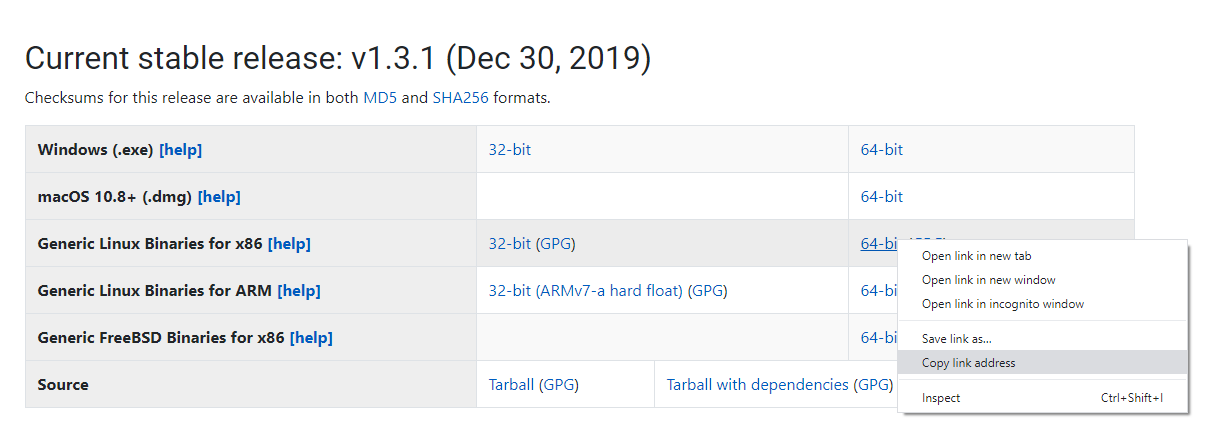 Current stable release: v1.3.1 (Dec 30, 2019)
Checksums for this release are available in both MD5 and SHA256 formats.
Windows (.exe) [help] 32-bit 64-bit
macOS 10.8+ (.dmg) [help] 64-bit
Generic Linux Binaries for x86 [help] 32-bit (GPG) 64-bi
Open link in new tab
Open link in new window
Generic Linux Binaries for ARM [help] 32-bit (ARMv7-a hard float) (GPG) 64-bi
Open link in incognito window
Generic FreeBSD Binaries for x86 [help] 64-bi
Save link as...
Copy link address
Source Tarball (GPG) Tarball with dependencies (GPG)
Inspect Ctrl+Shift+I